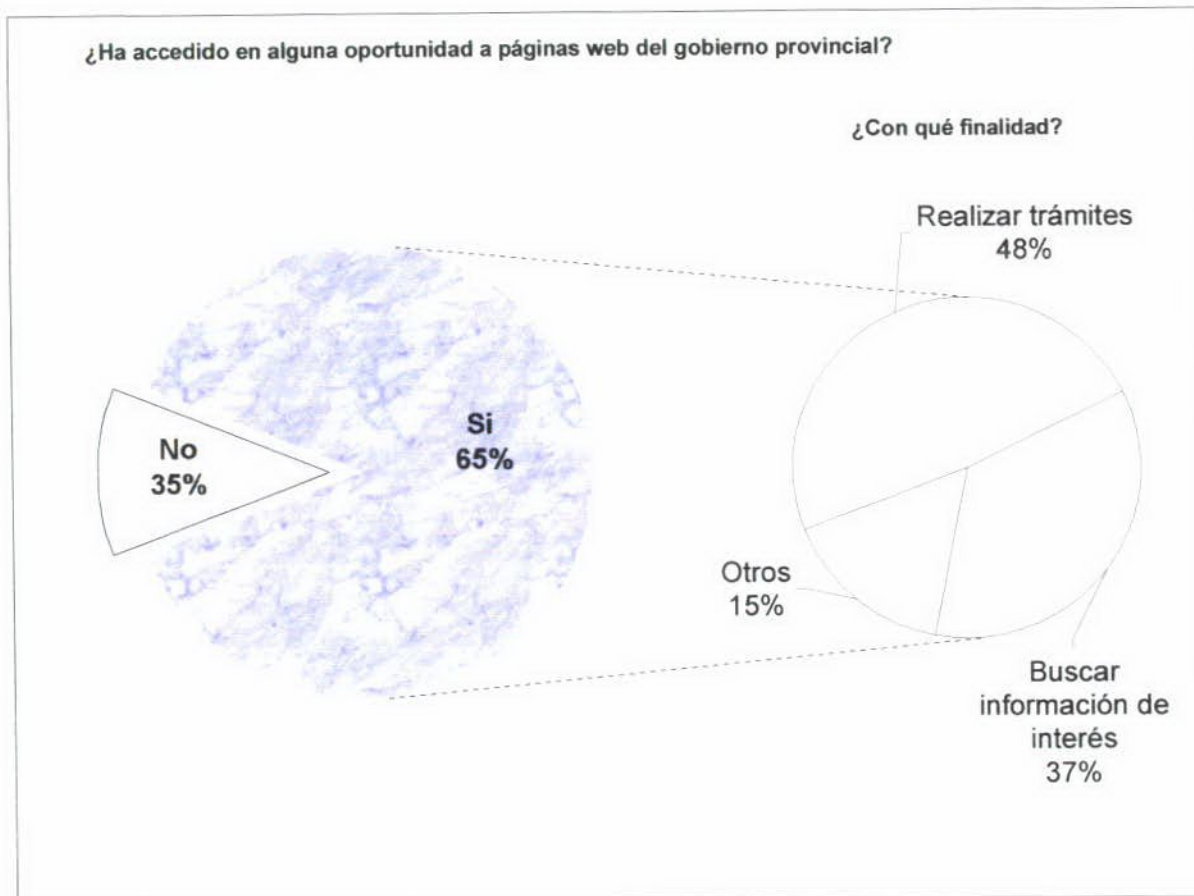 ¿Ha accedido en alguna oportunidad a páginas web del gobierno provincial?
¿Con qué finalidad?
Realizar trámites
48%
No
35%
Si
65%
Otros
15%
Buscar
información de
interés
37%